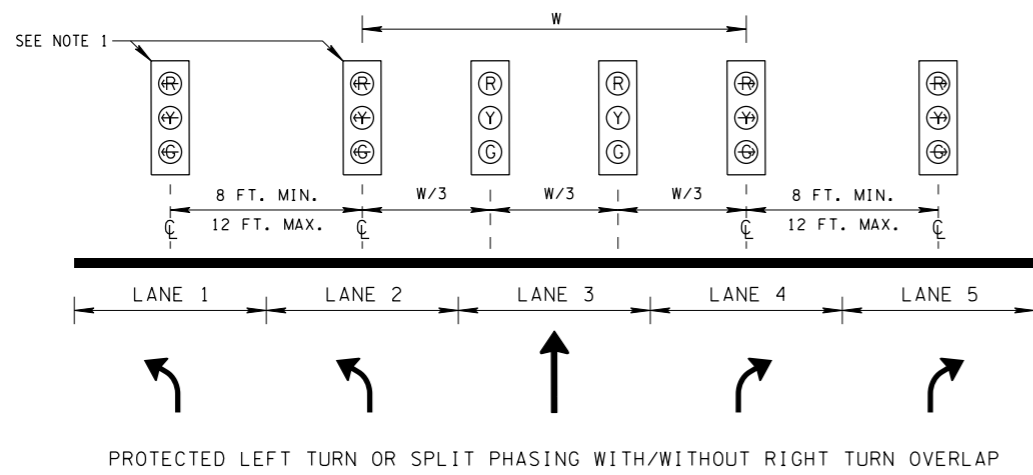 W
SEE NOTE 1
R R R R R R
Y Y Y Y Y Y
G G G G G G
8 FT. MIN. W/3 W/3 W/3 8 FT. MIN.
12 FT. MAX. 12 FT. MAX.
℄ ℄ ℄ ℄
LANE 1 LANE 2 LANE 3 LANE 4 LANE 5
PROTECTED LEFT TURN OR SPLIT PHASING WITH/WITHOUT RIGHT TURN OVERLAP